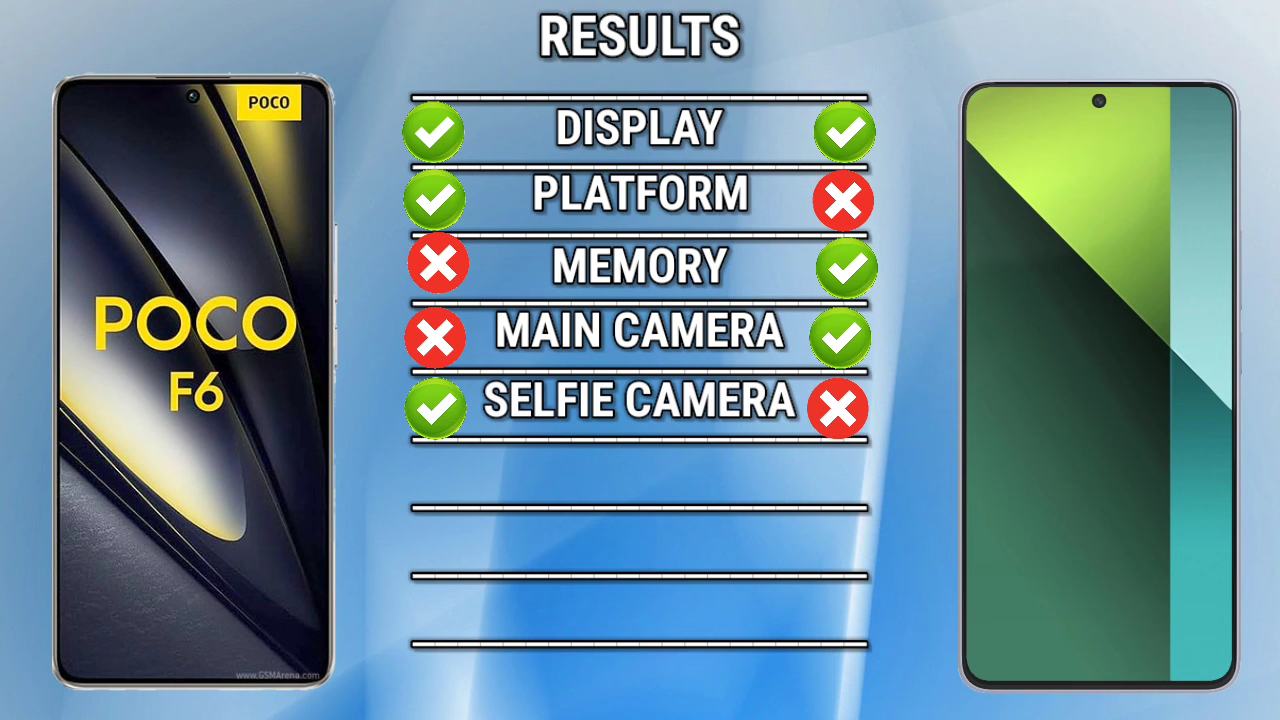 RESULTS
POCO
DISPLAY
PLATFORM
MEMORY
POCO
F6
MAIN CAMERA
SELFIE CAMERA
www.GSMArena.com